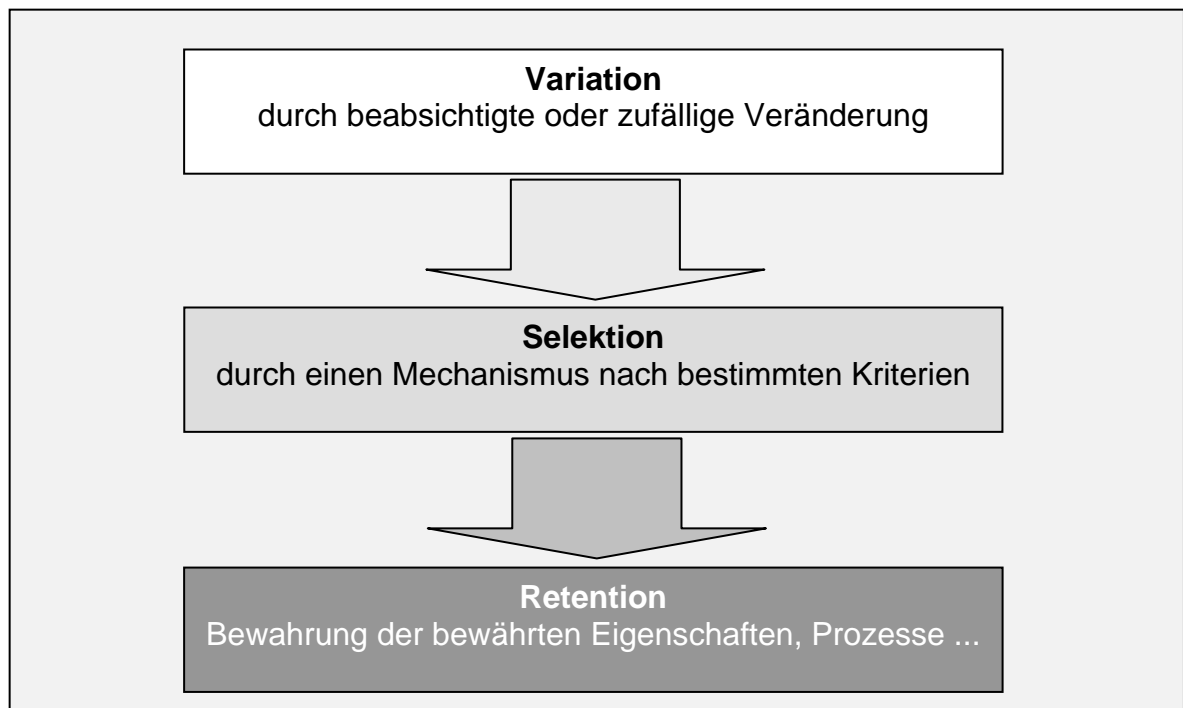 Variation
durch beabsichtigte oder zufällige Veränderung
Selektion
durch einen Mechanismus nach bestimmten Kriterien
Retention
Bewahrung der bewährten Eigenschaften, Prozesse ...